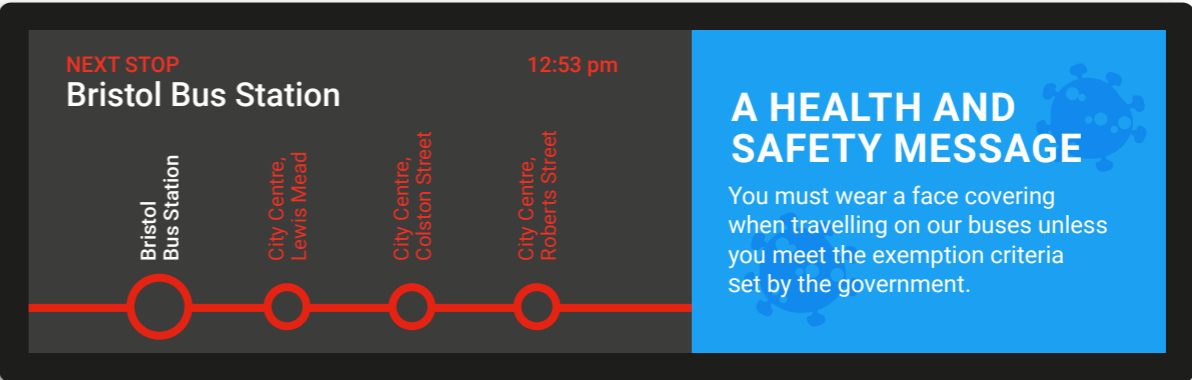 NEXT STOP
12:53 pm
Bristol Bus Station
Bristol
Bus Station
City Centre,
Lewis Mead
City Centre,
Colston Street
City Centre,
Roberts Street
A HEALTH AND
SAFETY MESSAGE
You must wear a face covering
when travelling on our buses unless
you meet the exemption criteria
set by the government.